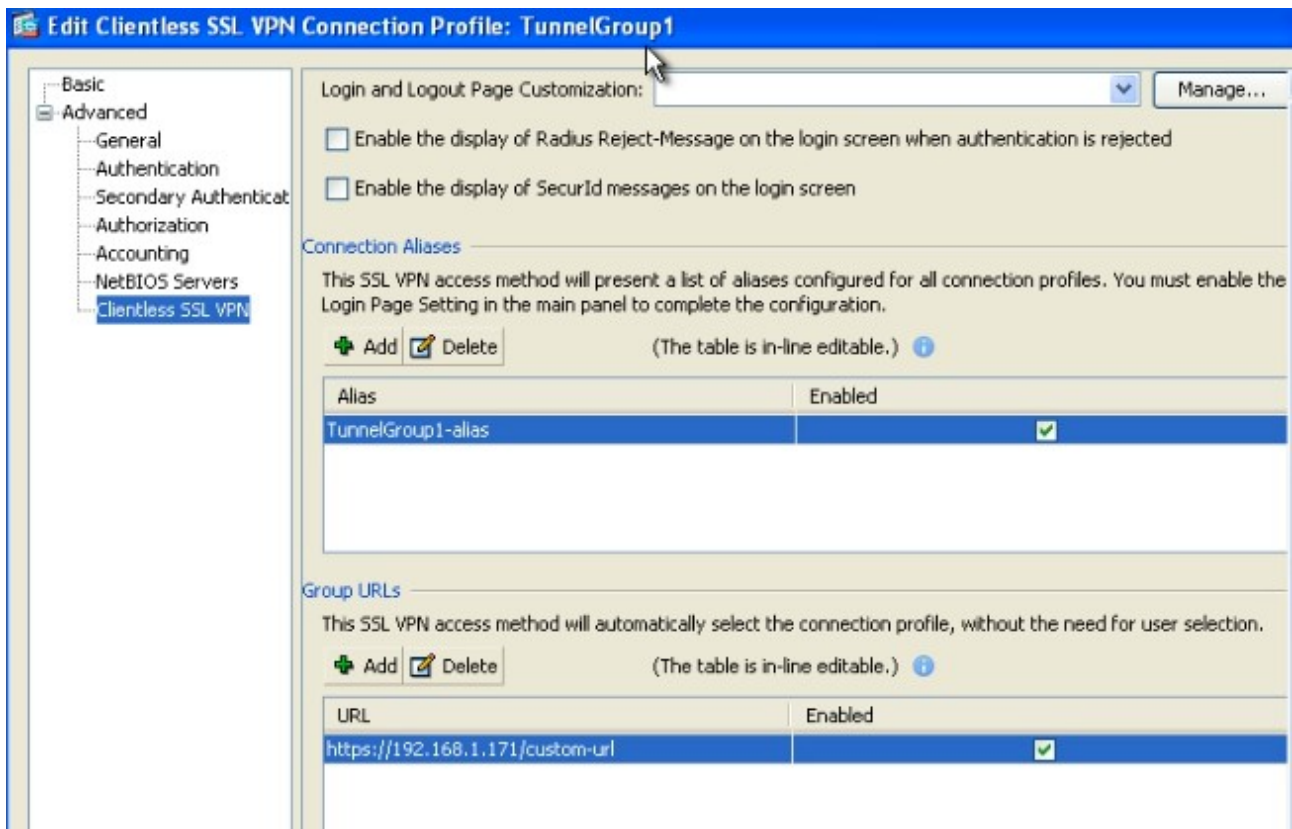 Edit Clientless SSL VPN Connection Profile: TunnelGroup1
Basic
Advanced
General
Authentication
Secondary Authenticat
Authorization
Accounting
NetBIOS Servers
Clientless SSL VPN
Login and Logout Page Customization:
Manage...
Enable the display of Radius Reject-Message on the login screen when authentication is rejected
Enable the display of SecurId messages on the login screen
Connection Aliases
This SSL VPN access method will present a list of aliases configured for all connection profiles. You must enable the
Login Page Setting in the main panel to complete the configuration.
Add Delete (The table is in-line editable.)
Alias Enabled
TunnelGroup1-alias
Group URLs
This SSL VPN access method will automatically select the connection profile, without the need for user selection.
Add Delete (The table is in-line editable.)
URL Enabled
https://192.168.1.171/custom-url